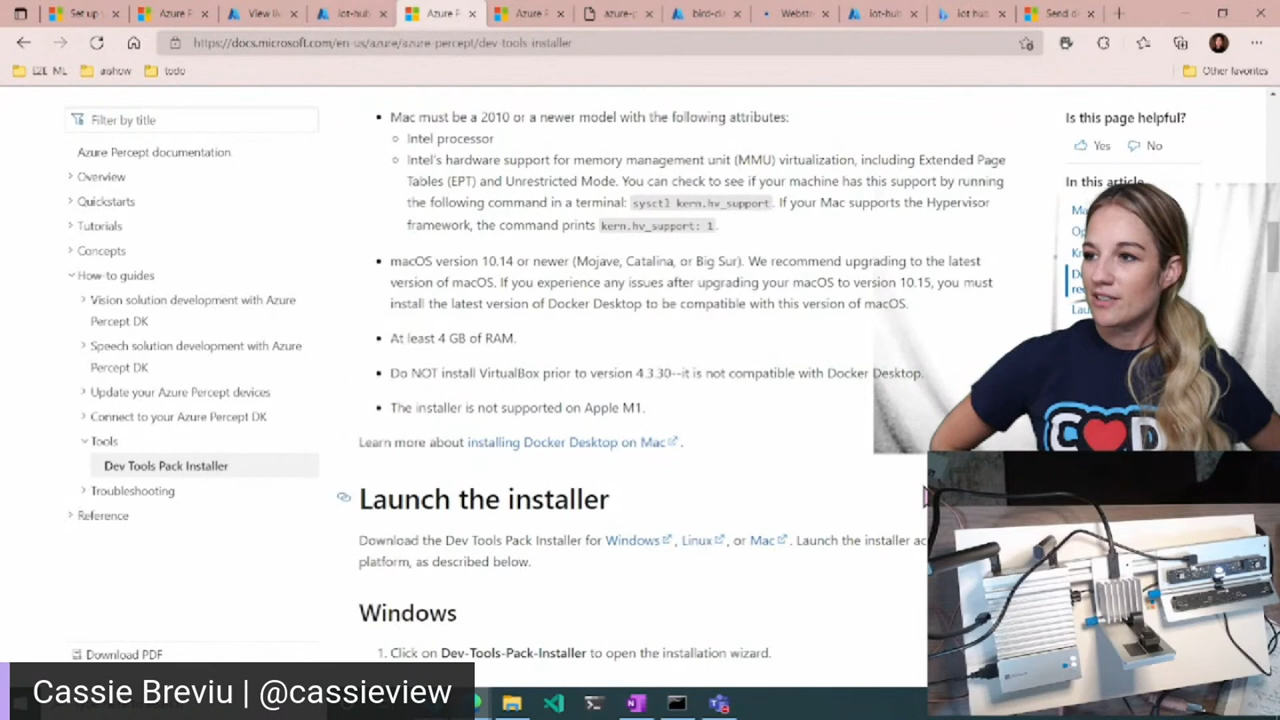 Set up
Azure P
View li
iot-hub
Azure P
Azure P
azure-p
bird-di
Webstr
iot-hub
iot hub
Send d
https://docs.microsoft.com/en-us/azure/azure-percept/dev-tools-installer
E2E ML
aishow
todo
Other favorites
Filter by title
Azure Percept documentation
Overview
Quickstarts
Tutorials
Concepts
How-to guides
Vision solution development with Azure
Percept DK
Speech solution development with Azure
Percept DK
Update your Azure Percept devices
Connect to your Azure Percept DK
Tools
Dev Tools Pack Installer
Troubleshooting
Reference
Download PDF
• Mac must be a 2010 or a newer model with the following attributes:
Intel processor
Intel's hardware support for memory management unit (MMU) virtualization, including Extended Page
Tables (EPT) and Unrestricted Mode. You can check to see if your machine has this support by running
the following command in a terminal: sysctl kern.hv_support. If your Mac supports the Hypervisor
framework, the command prints kern.hv_support: 1.
• macOS version 10.14 or newer (Mojave, Catalina, or Big Sur). We recommend upgrading to the latest
version of macOS. If you experience any issues after upgrading your macOS to version 10.15, you must
install the latest version of Docker Desktop to be compatible with this version of macOS.
• At least 4 GB of RAM.
• Do NOT install VirtualBox prior to version 4.3.30--it is not compatible with Docker Desktop.
• The installer is not supported on Apple M1.
Learn more about installing Docker Desktop on Mac.
Launch the installer
Download the Dev Tools Pack Installer for Windows, Linux, or Mac. Launch the installer ac
platform, as described below.
Windows
1. Click on Dev-Tools-Pack-Installer to open the installation wizard.
Is this page helpful?
Yes No
In this article
Ma
Op
Kn
Lau
C❤D
Cassie Breviu | @cassieview